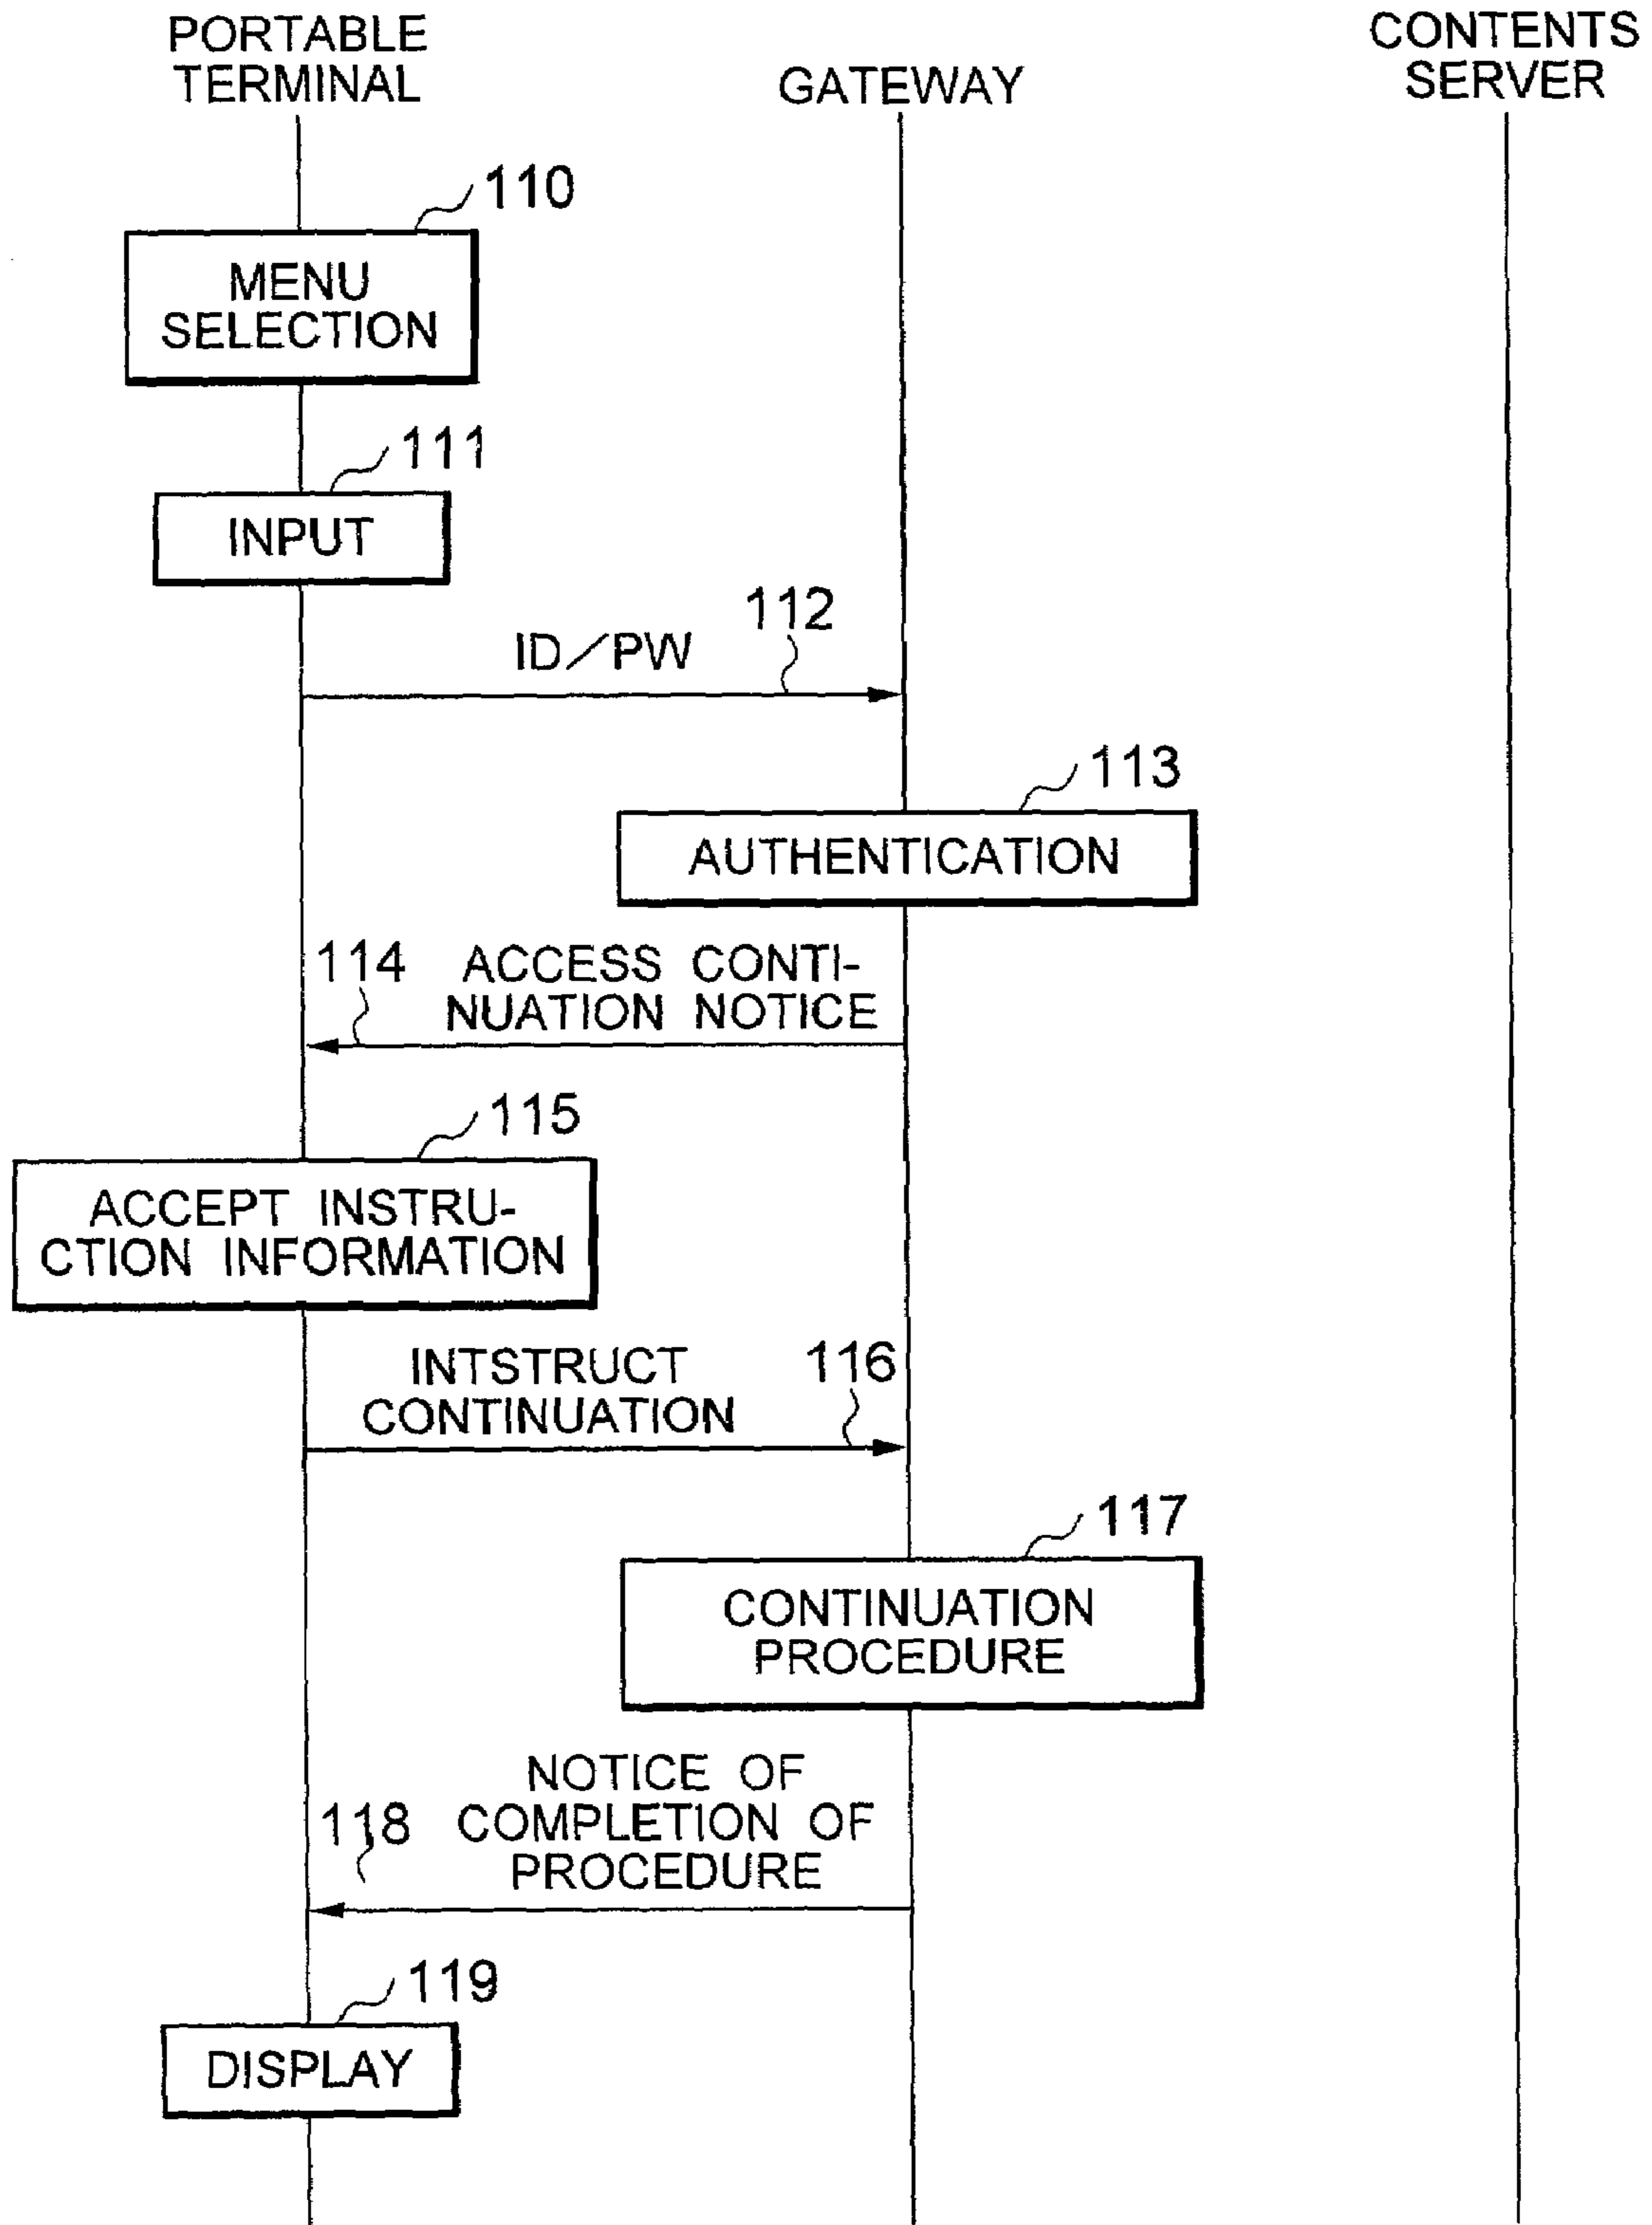 PORTABLE
TERMINAL
GATEWAY
CONTENTS
SERVER
110
MENU
SELECTION
111
INPUT
112
ID/PW
113
AUTHENTICATION
114
ACCESS CONTI-
NUATION NOTICE
115
ACCEPT INSTRU-
CTION INFORMATION
INTSTRUCT
CONTINUATION
116
117
CONTINUATION
PROCEDURE
NOTICE OF
COMPLETION OF
PROCEDURE
118
119
DISPLAY